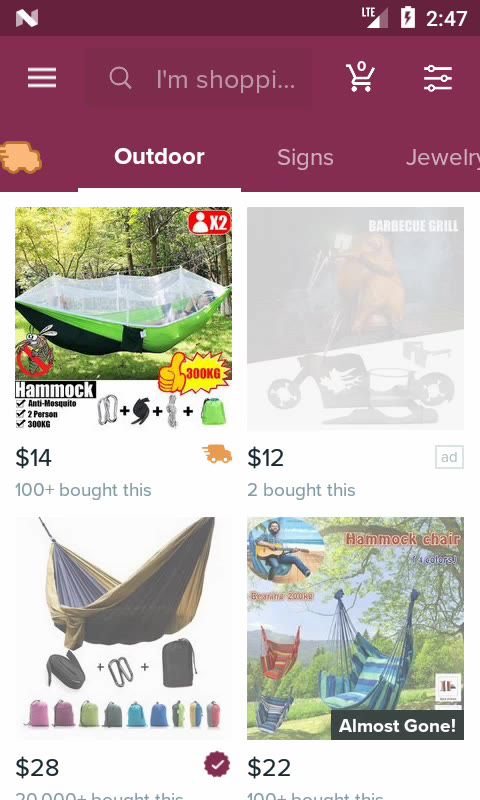 LTE
2:47
I'm shoppi...
0
Outdoor
Signs
Jewelry
X2
Hammock
Anti-Mosquito
2 Person
300KG
300KG
BARBECUE GRILL
$14
100+ bought this
$12
ad
2 bought this
Hammock chair
(4 colors)
Bearing 200kg
Almost Gone!
$28
20,000+ bought this
$22
100+ bought this